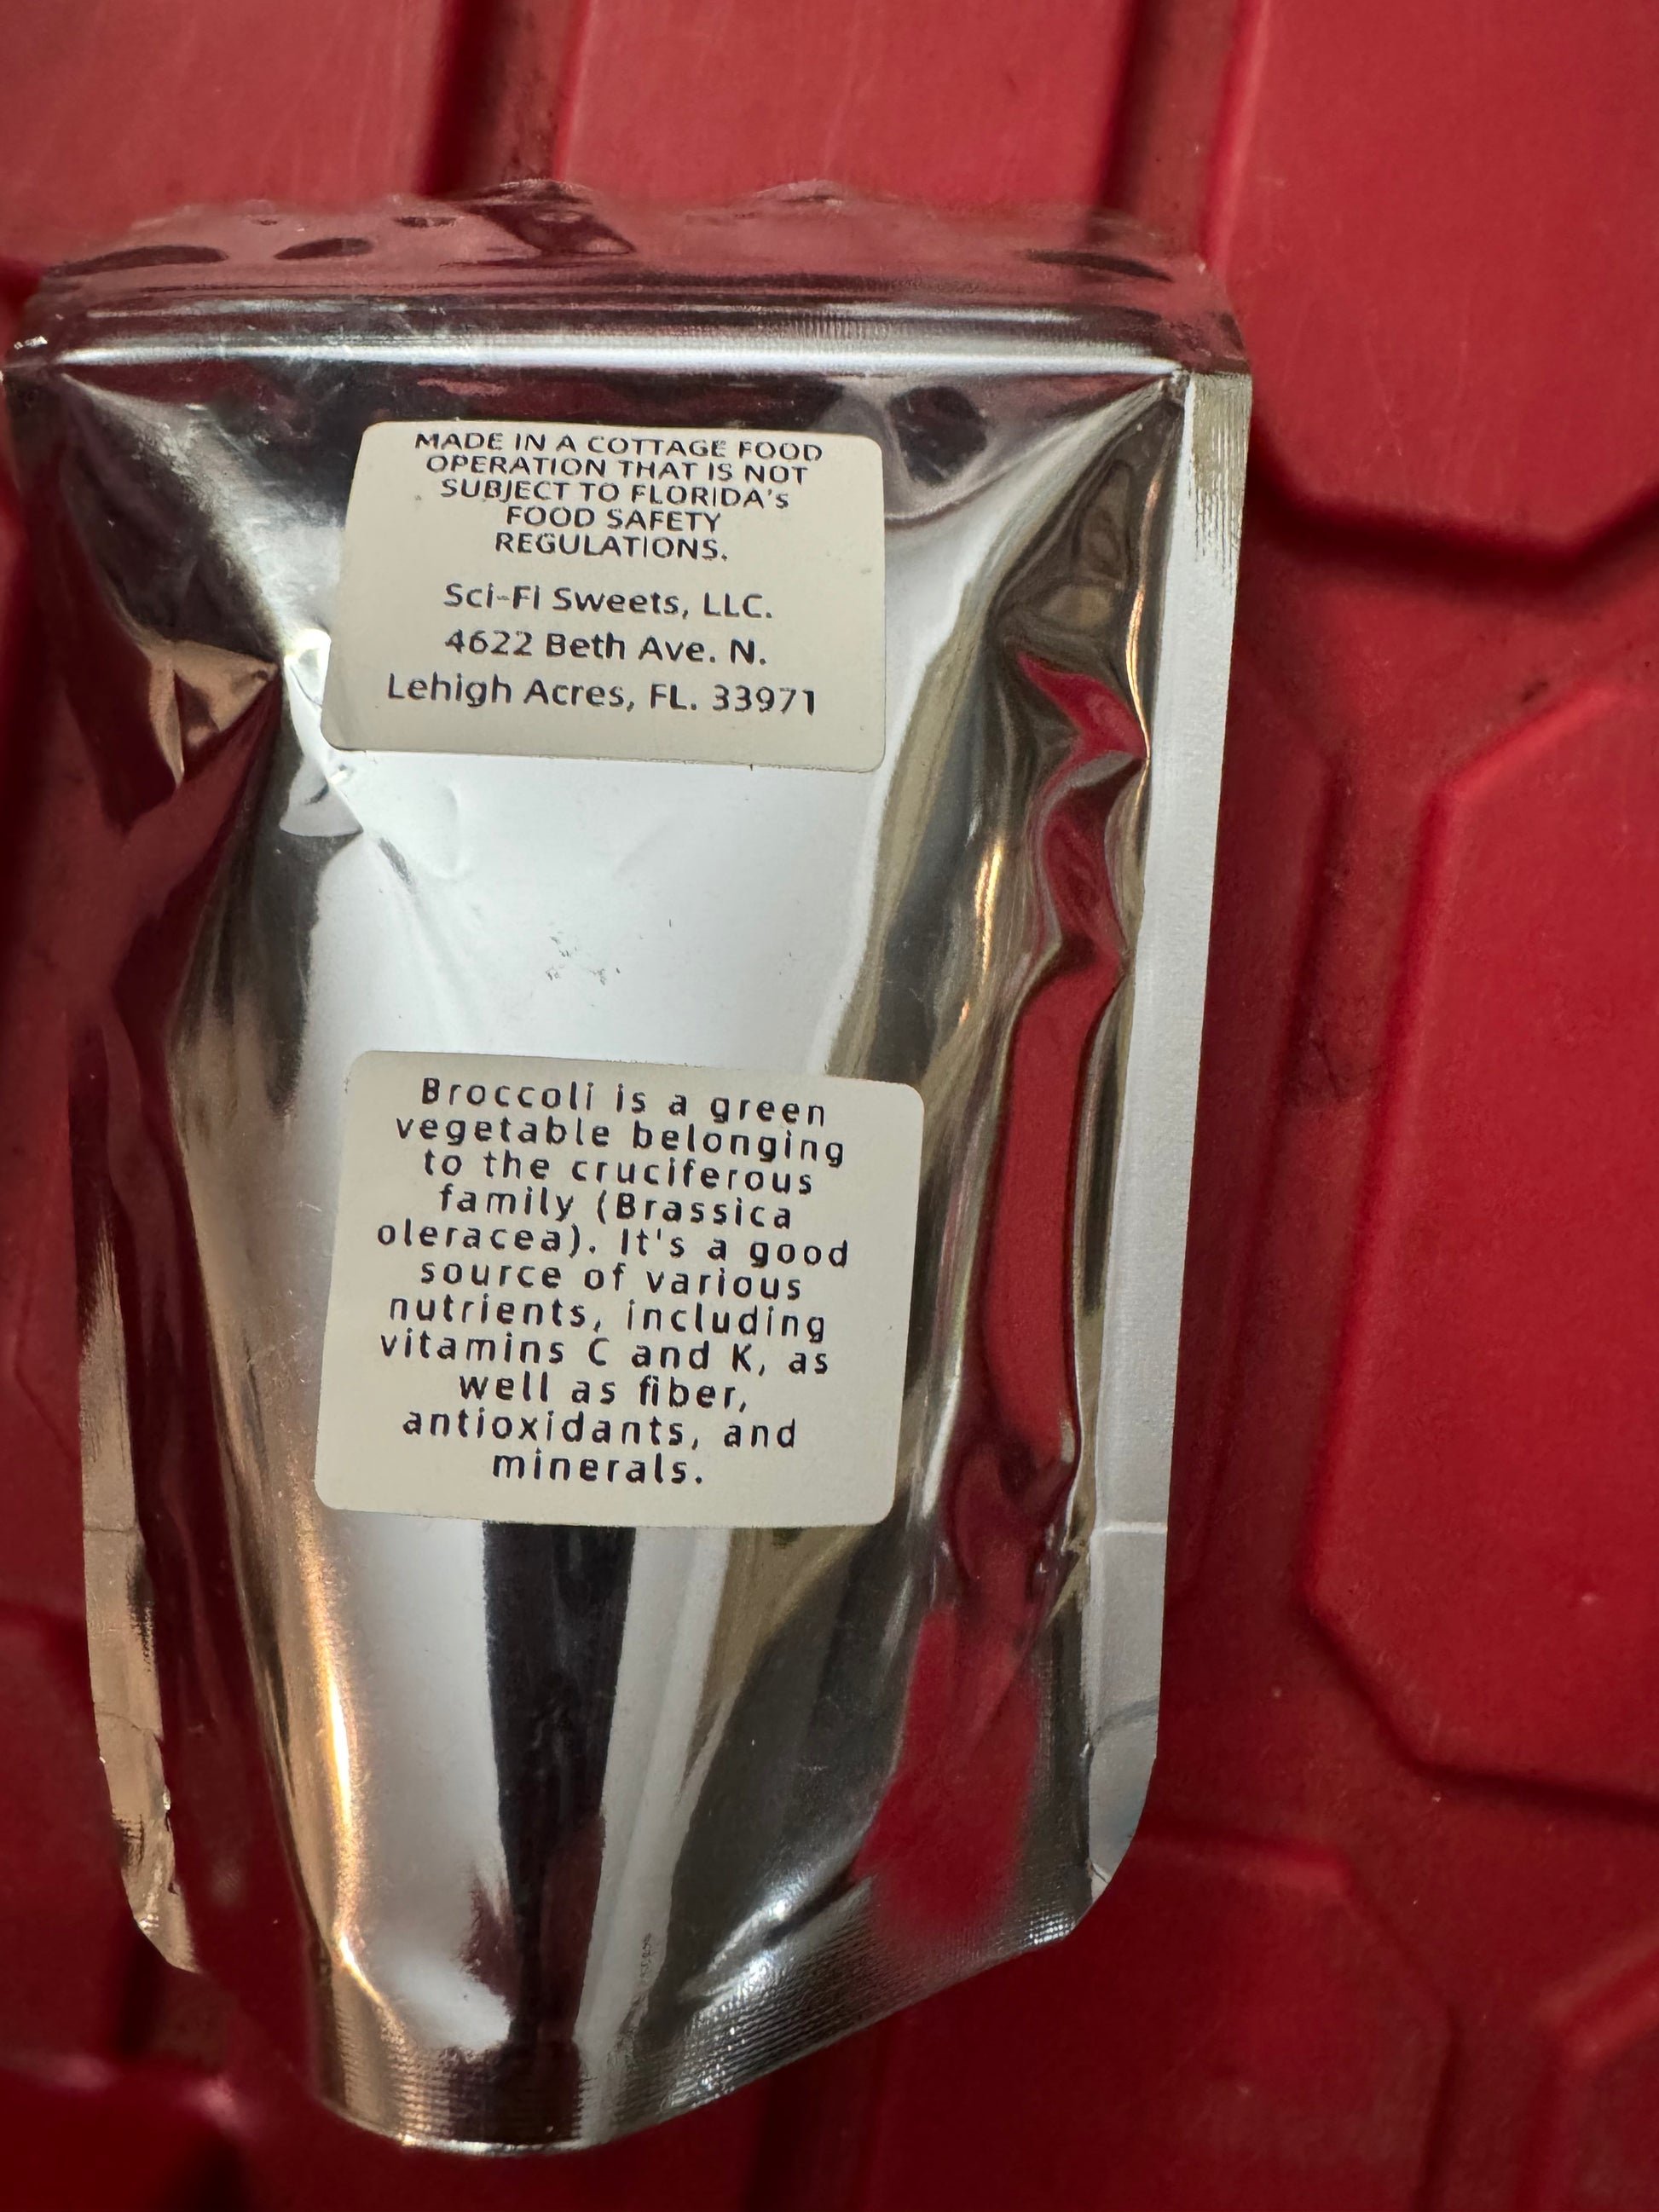 MADE IN A COTTAGE FOOD
OPERATION THAT IS NOT
SUBJECT TO FLORIDA's
FOOD SAFETY
REGULATIONS.
Sci-Fi Sweets, LLC.
4622 Beth Ave. N.
Lehigh Acres, FL. 33971
Broccoli is a green
vegetable belonging
to the cruciferous
family (Brassica
oleracea). It's a good
source of various
nutrients, including
vitamins C and K, as
well as fiber,
antioxidants, and
minerals.